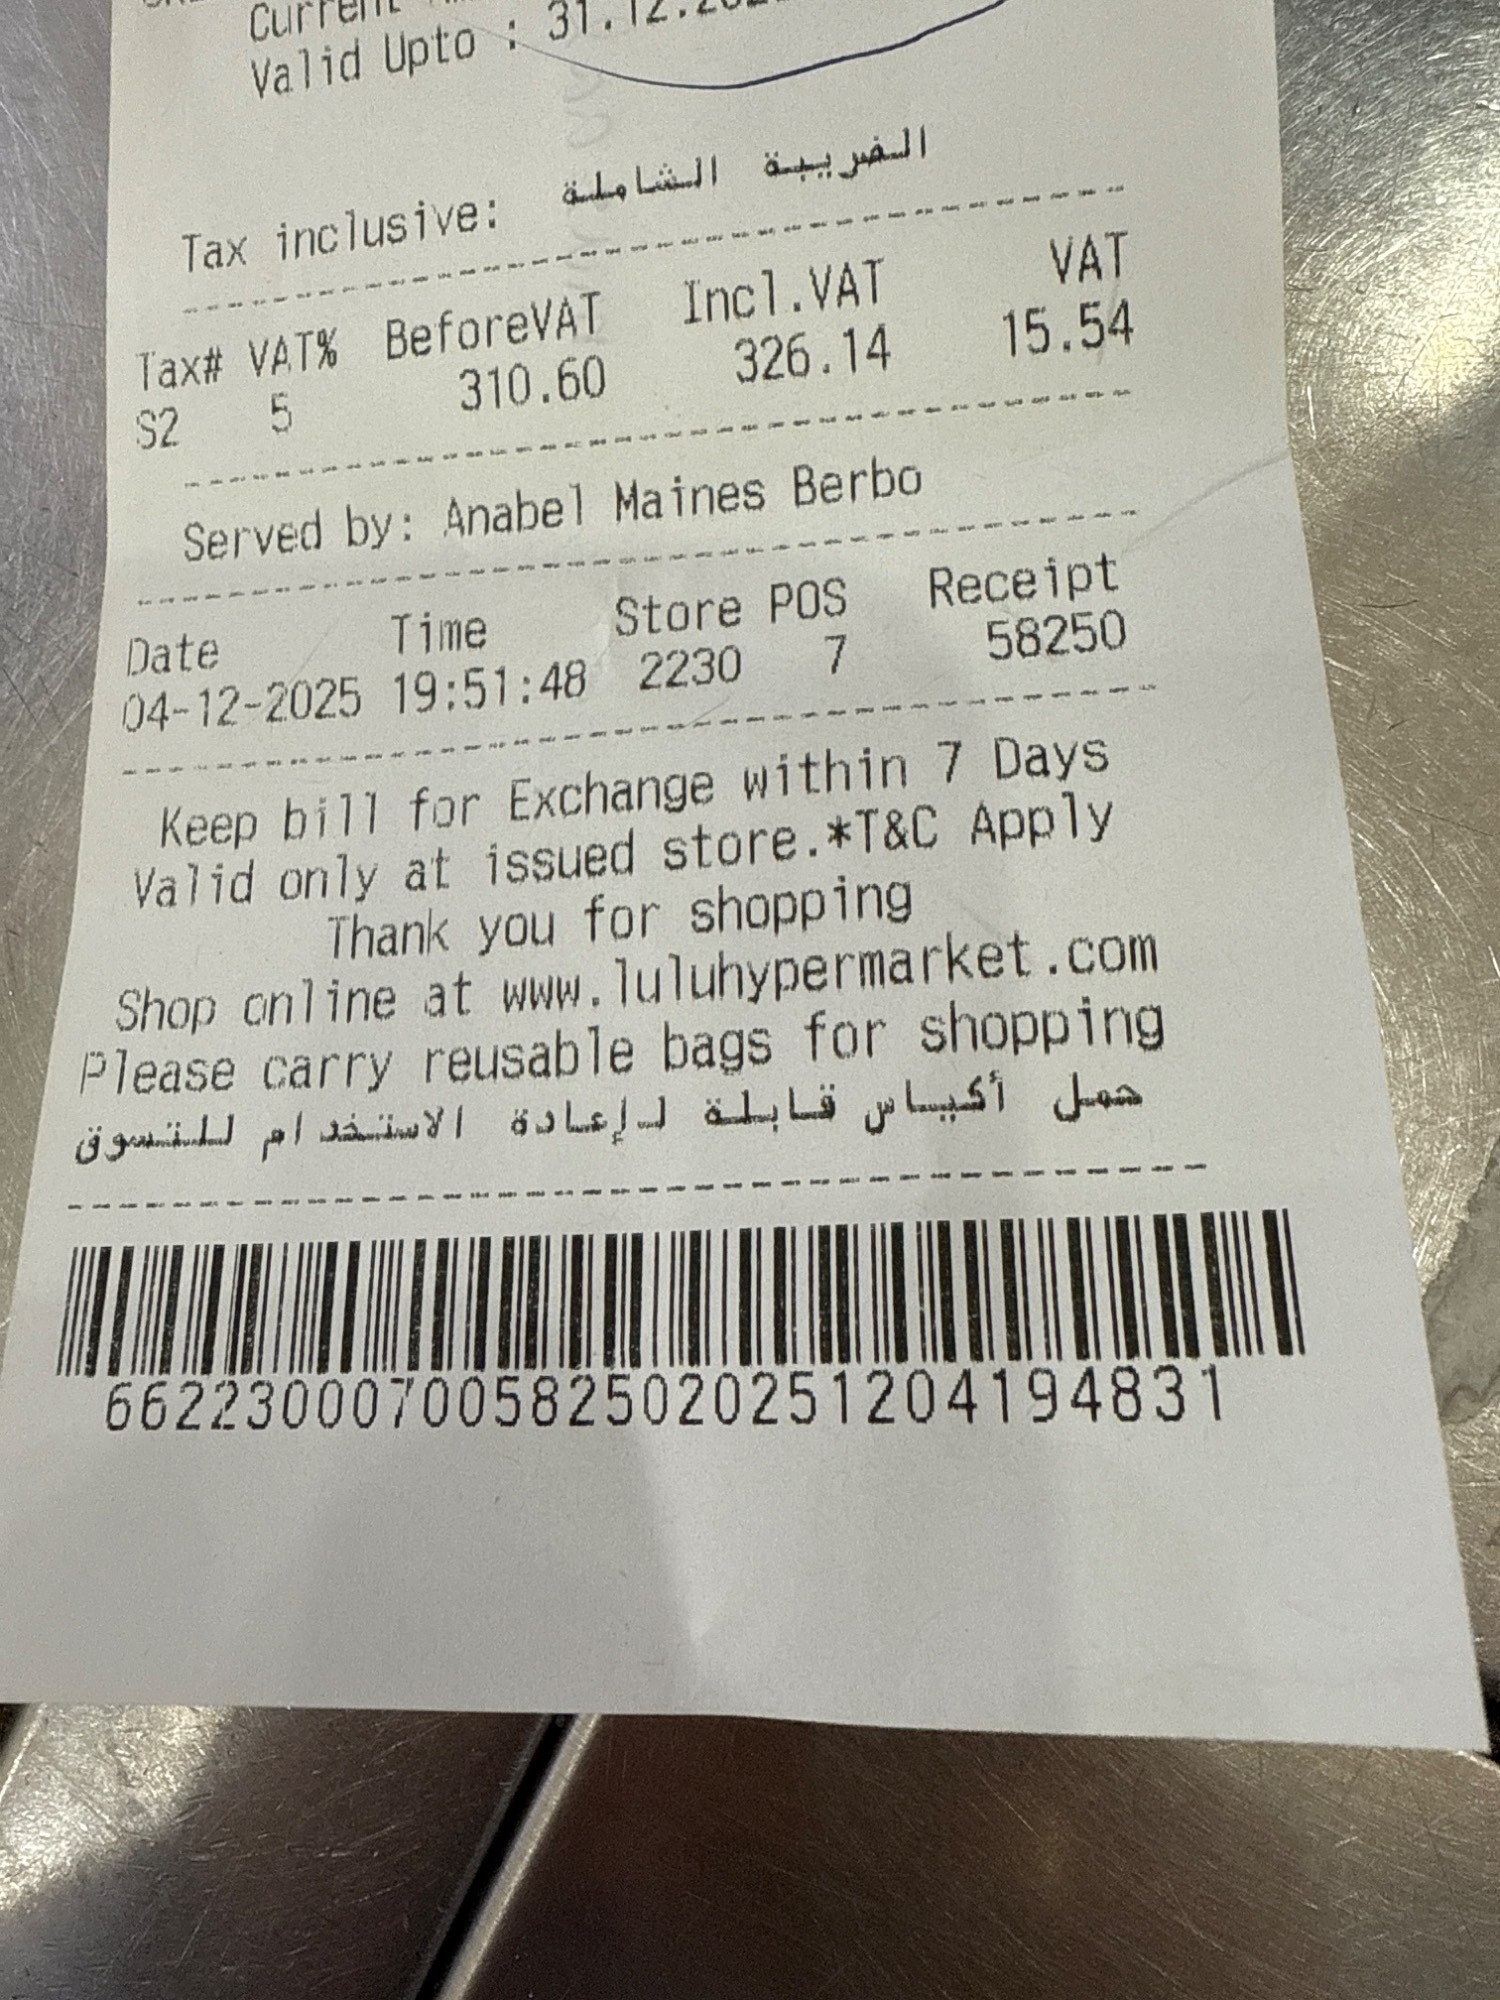 Current
Valid Upto : 31.12.
Tax inclusive: الضريبة الشاملة
Tax# VAT% BeforeVAT Incl.VAT VAT
S2 5 310.60 326.14 15.54
Served by: Anabel Maines Berbo
Date Time Store POS Receipt
04-12-2025 19:51:48 2230 7 58250
Keep bill for Exchange within 7 Days
Valid only at issued store.*T&C Apply
Thank you for shopping
Shop online at www.luluhypermarket.com
Please carry reusable bags for shopping
حمل أكياس قابلة لإعادة الاستخدام للتسوق
66223000700582502025120419​4831